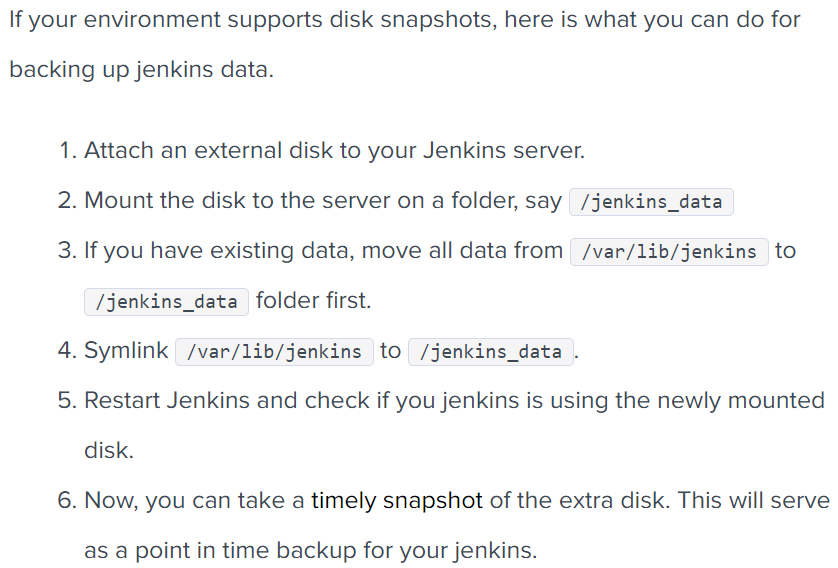 If your environment supports disk snapshots, here is what you can do for
backing up jenkins data.
1. Attach an external disk to your Jenkins server.
2. Mount the disk to the server on a folder, say /jenkins_data
3. If you have existing data, move all data from /var/lib/jenkins to
/jenkins_data folder first.
4. Symlink /var/lib/jenkins to /jenkins_data.
5. Restart Jenkins and check if you jenkins is using the newly mounted
disk.
6. Now, you can take a timely snapshot of the extra disk. This will serve
as a point in time backup for your jenkins.